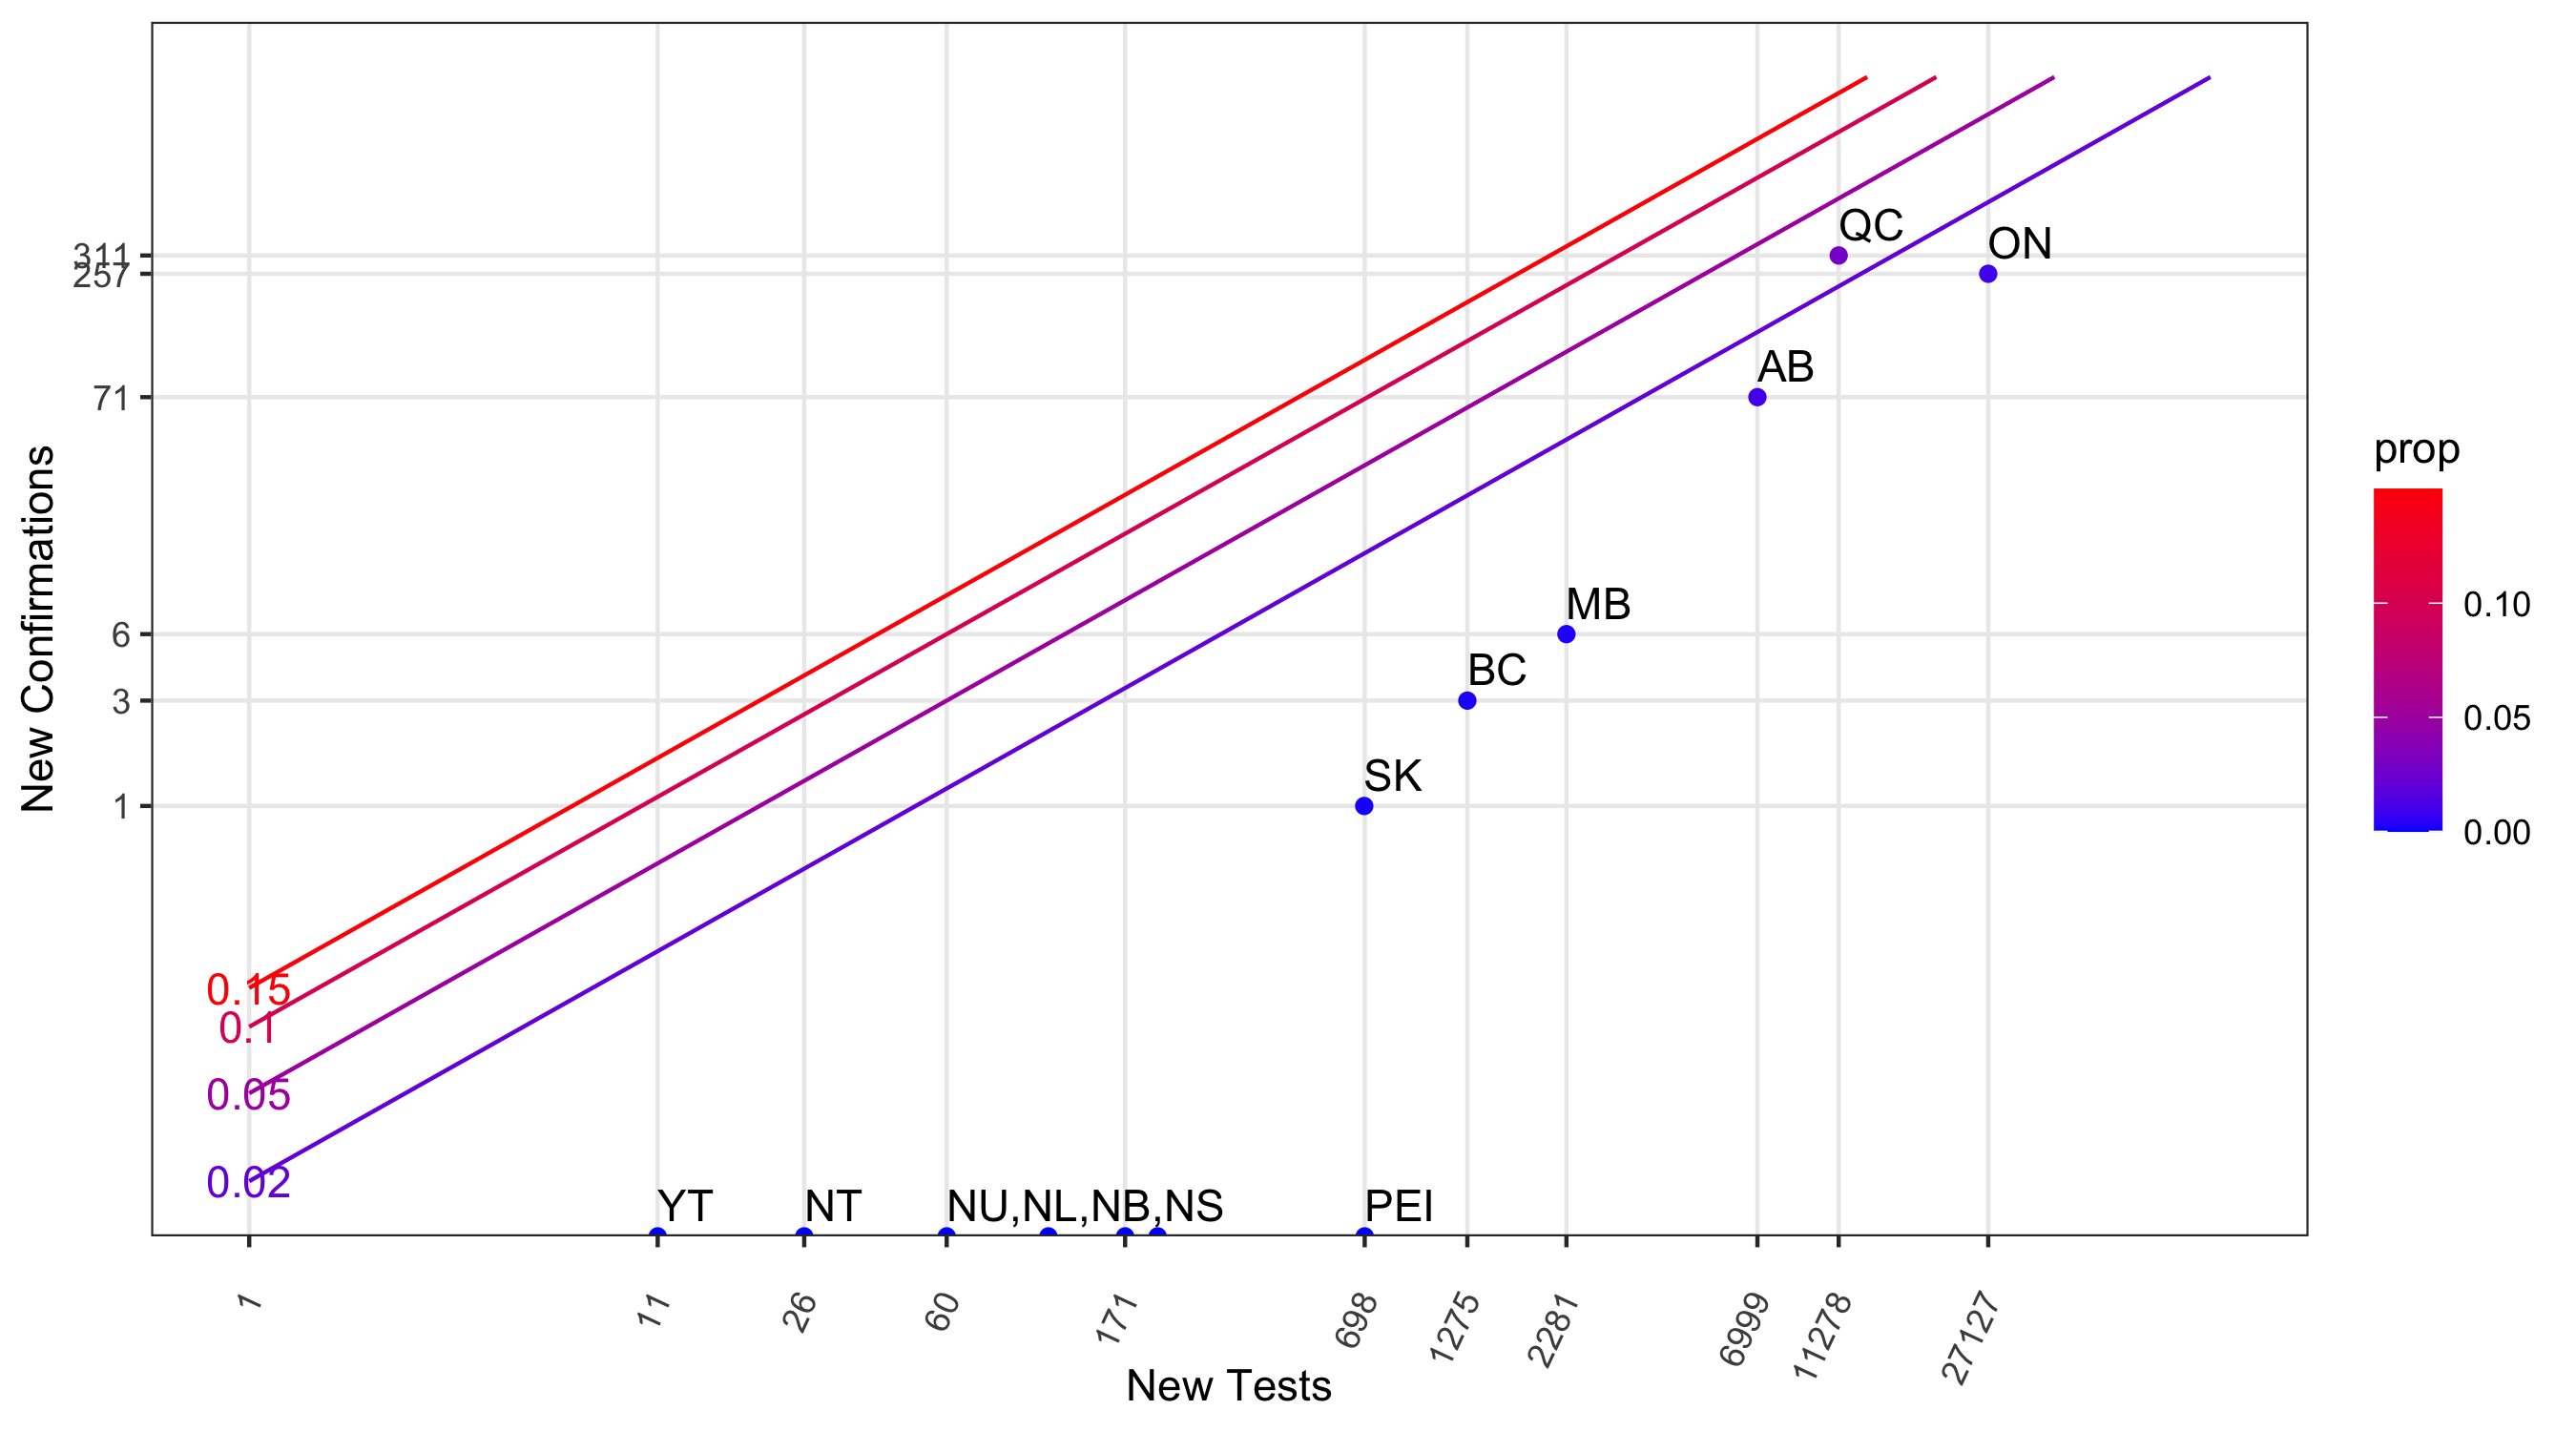 QC
ON
311
257
AB
71
New Confirmations
prop
MB
0.10
6
BC
3
0.05
SK
1
0.00
0.15
0.1
0.05
0.02
YT
NT
NU,NL,NB,NS
PEI
1
11
26
60
171
698
1275
2281
6999
11278
27127
New Tests